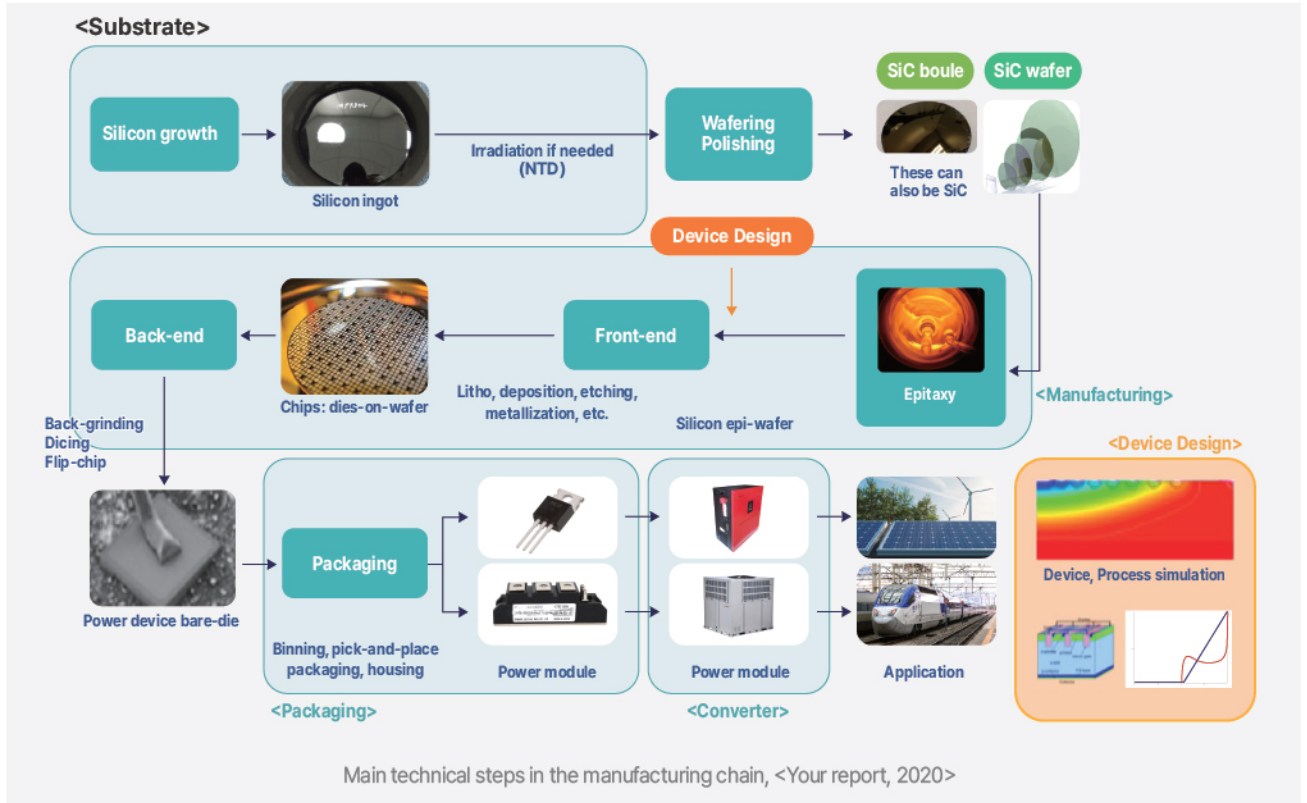 <Substrate>
Silicon growth
Silicon ingot
Irradiation if needed
(NTD)
Wafering
Polishing
SiC boule
SiC wafer
These can
also be SiC
Device Design
Back-end
Chips: dies-on-wafer
Front-end
Litho, deposition, etching,
metallization, etc.
Silicon epi-wafer
Epitaxy
<Manufacturing>
Back-grinding
Dicing
Flip-chip
Power device bare-die
Packaging
Binning, pick-and-place
packaging, housing
Power module
<Packaging>
Power module
<Converter>
Application
<Device Design>
Device, Process simulation
Main technical steps in the manufacturing chain, <Your report, 2020>